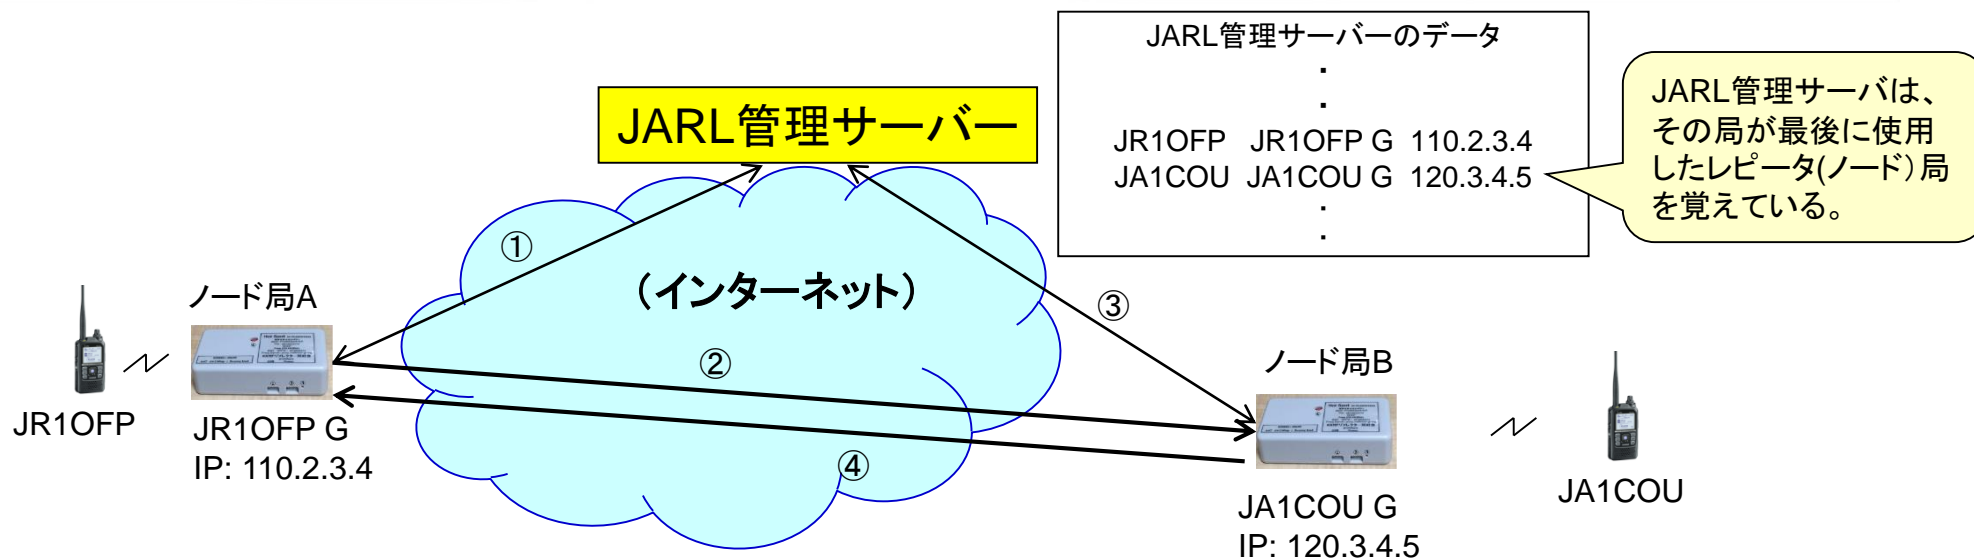 JARL管理サーバーのデータ
・
・
JR1OFP JR1OFP G 110.2.3.4
JA1COU JA1COU G 120.3.4.5
・
・
JARL管理サーバは、
その局が最後に使用
したレピータ(ノード)局
を覚えている。
JARL管理サーバー
①
(インターネット)
③
ノード局A
②
ノード局B
JR1OFP
JR1OFP G
IP: 110.2.3.4
④
JA1COU
JA1COU G
IP: 120.3.4.5